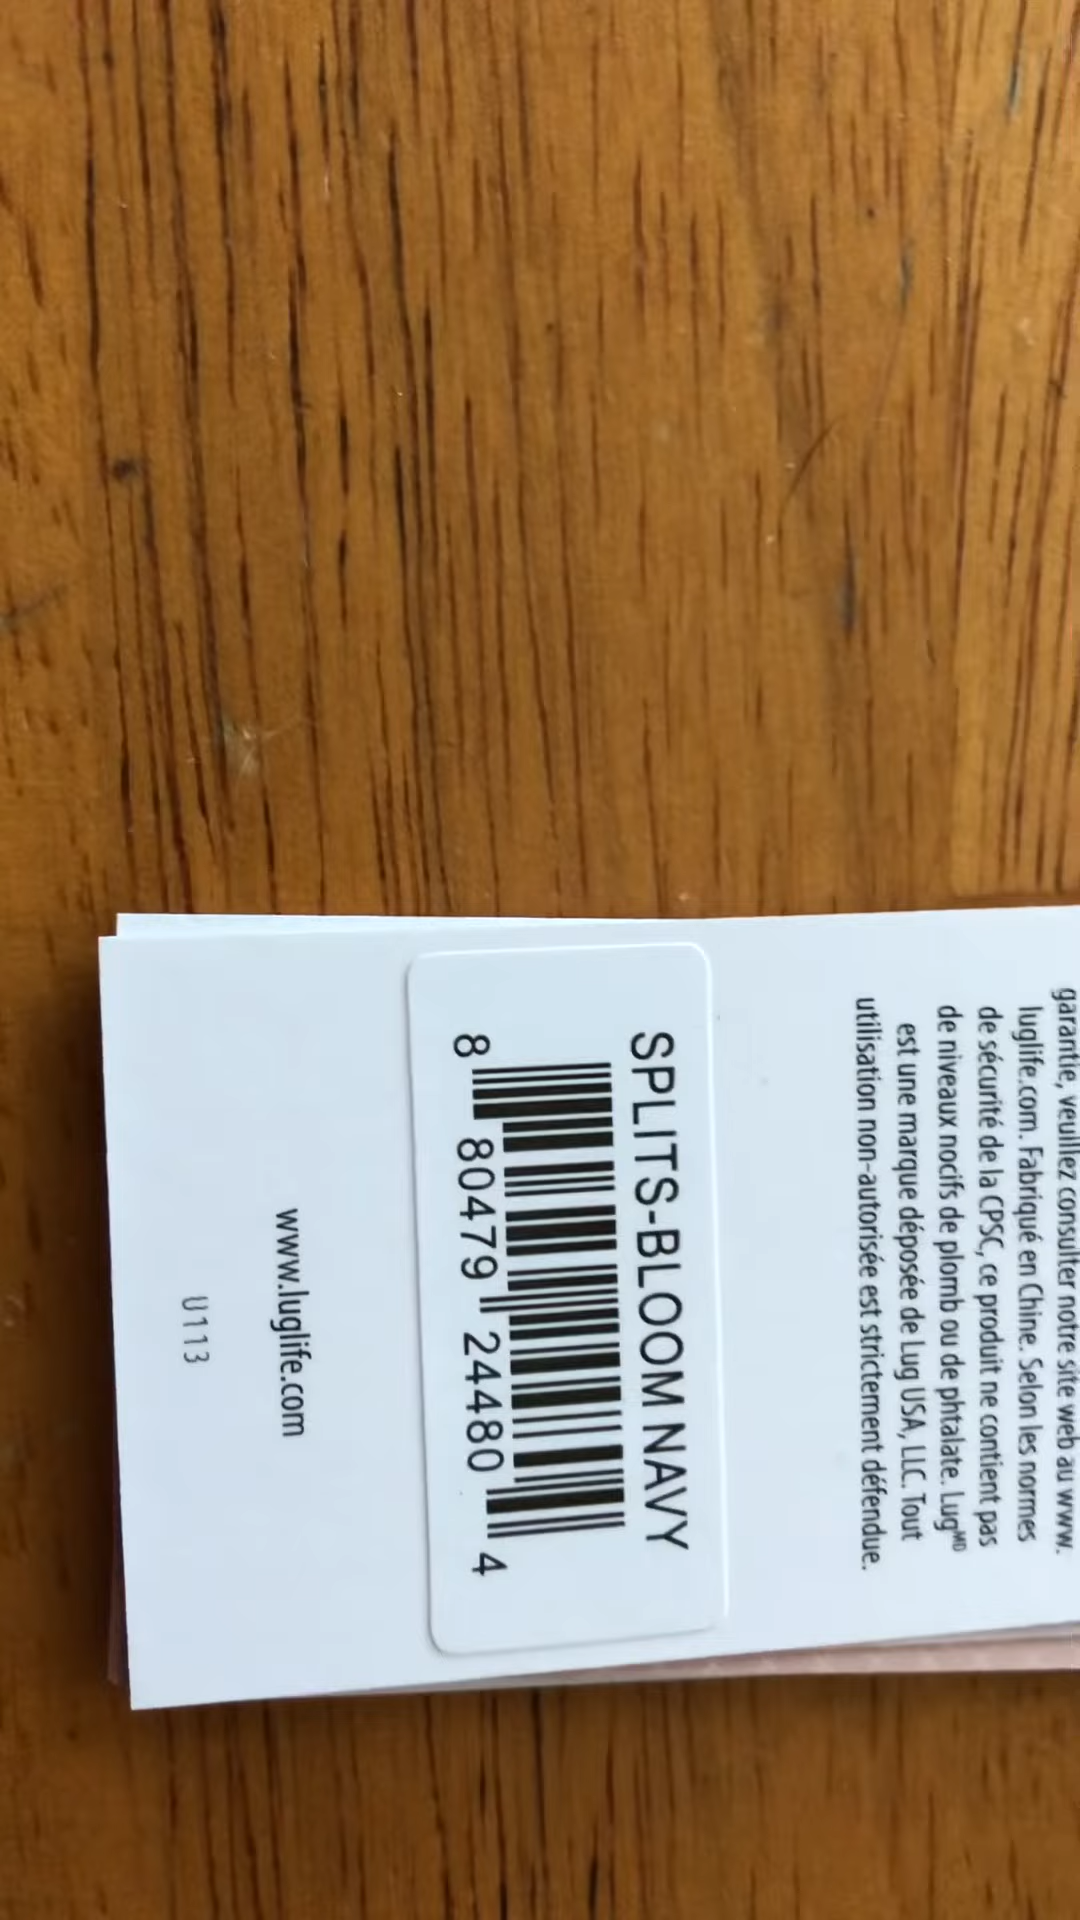 garantie, veuillez consulter notre site web au www.
luglife.com. Fabriqué en Chine. Selon les normes
de sécurité de la CPSC, ce produit ne contient pas
de niveaux nocifs de plomb ou de phtalate. Lugᴹᴰ
est une marque déposée de Lug USA, LLC. Tout
utilisation non-autorisée est strictement défendue.
SPLITS-BLOOM NAVY
8 80479 24480 4
www.luglife.com
U113